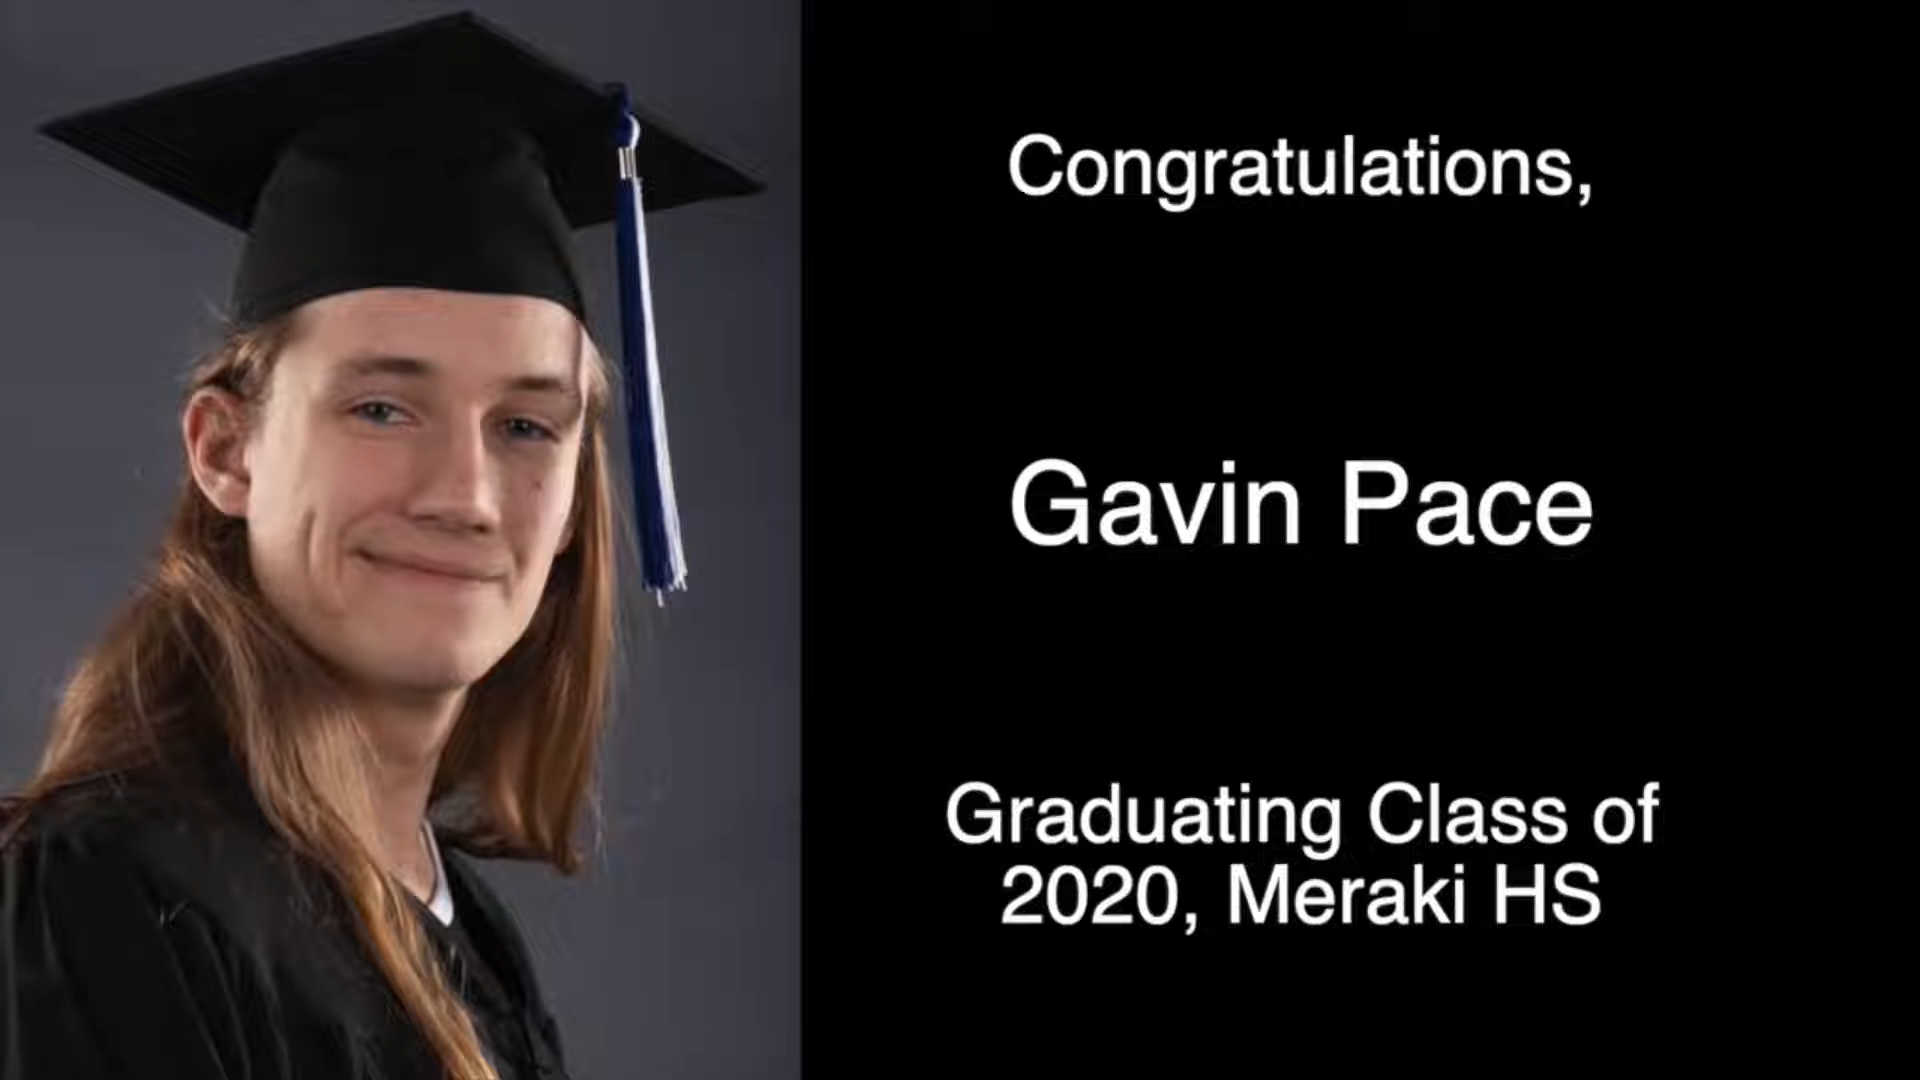 Congratulations,
Gavin Pace
Graduating Class of
2020, Meraki HS